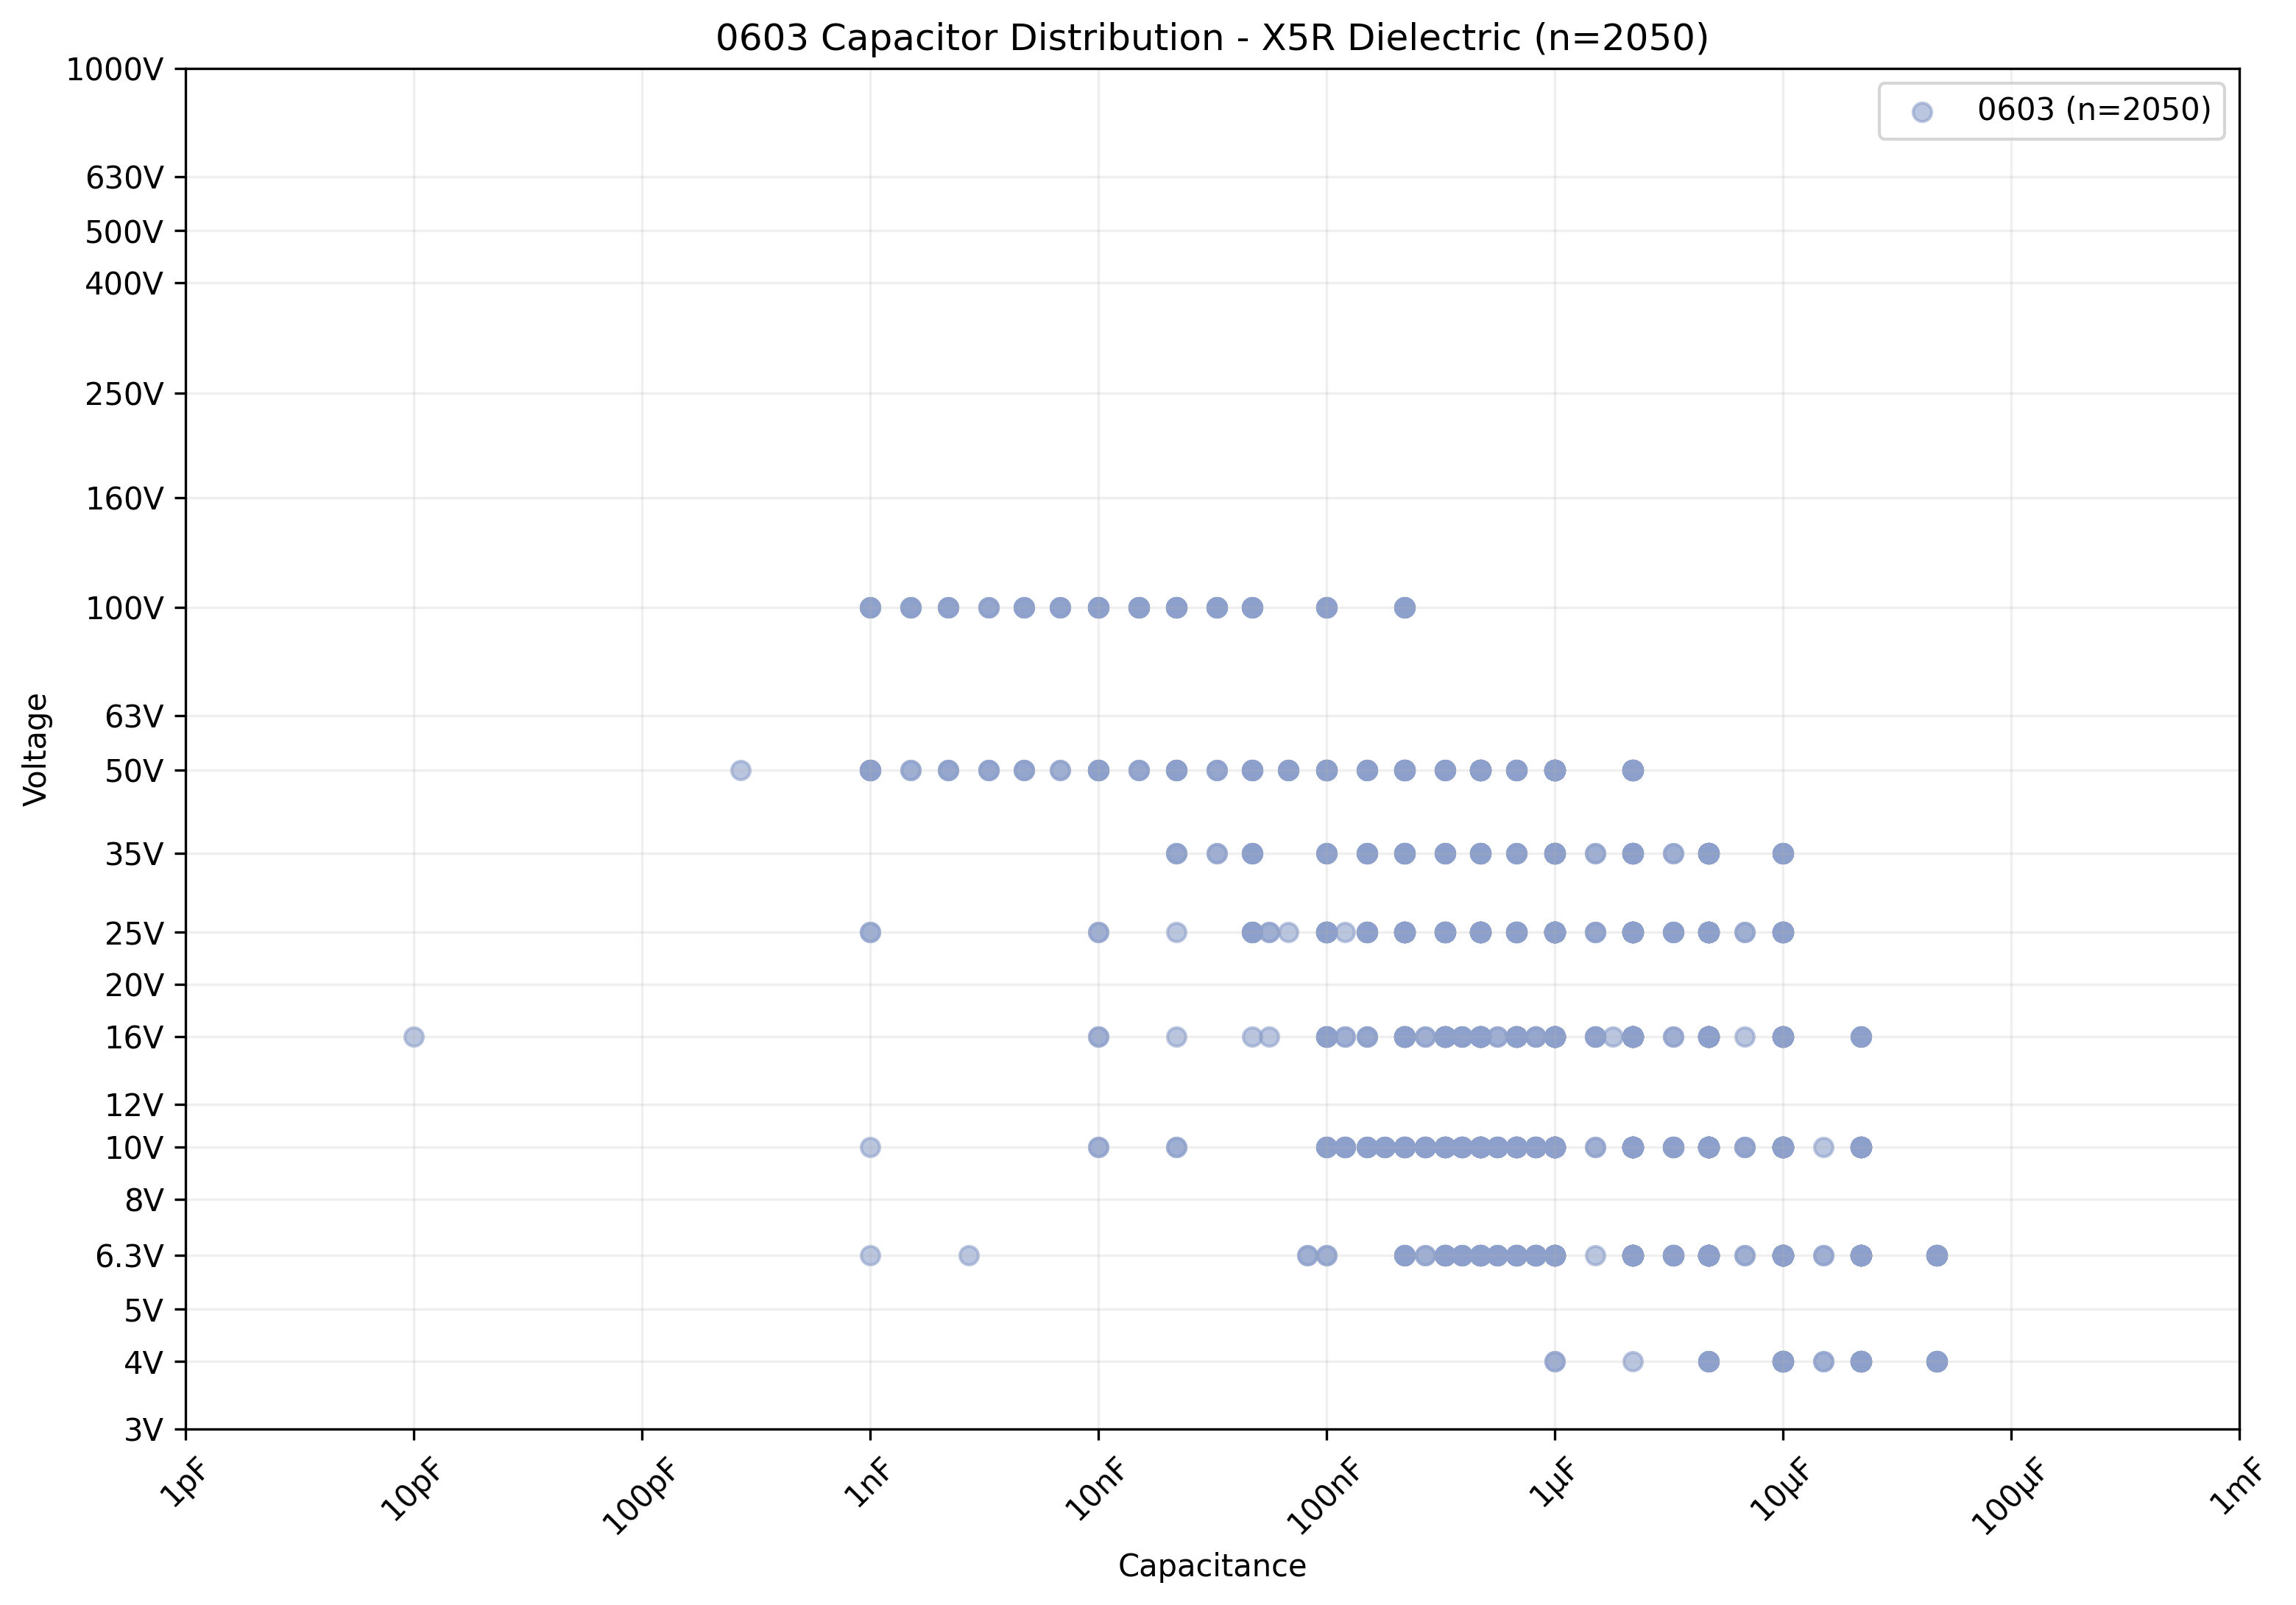 0603 Capacitor Distribution - X5R Dielectric (n=2050)
0603 (n=2050)
Voltage
1000V
630V
500V
400V
250V
160V
100V
63V
50V
35V
25V
20V
16V
12V
10V
8V
6.3V
5V
4V
3V
1pF
10pF
100pF
1nF
10nF
100nF
1µF
10µF
100µF
1mF
Capacitance